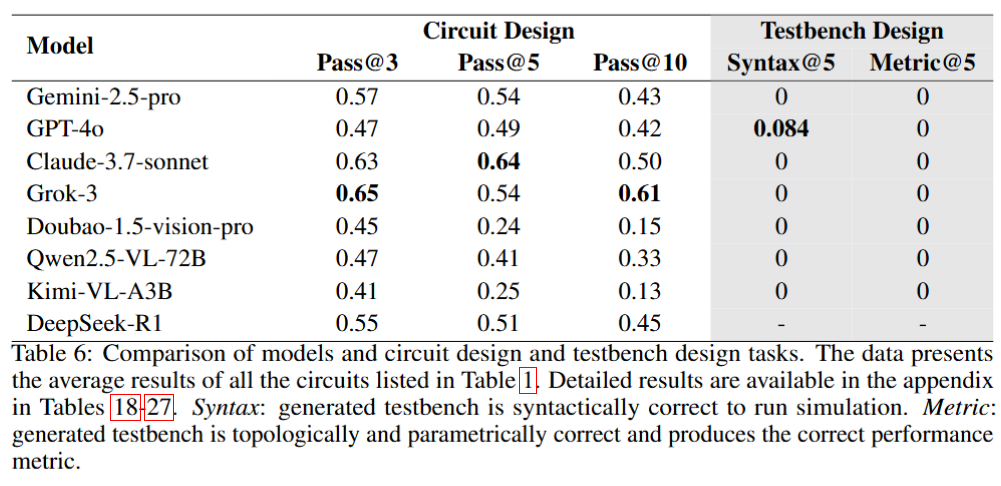 Model Circuit Design Testbench Design
Pass@3 Pass@5 Pass@10 Syntax@5 Metric@5
Gemini-2.5-pro 0.57 0.54 0.43 0 0
GPT-4o 0.47 0.49 0.42 0.084 0
Claude-3.7-sonnet 0.63 0.64 0.50 0 0
Grok-3 0.65 0.54 0.61 0 0
Doubao-1.5-vision-pro 0.45 0.24 0.15 0 0
Qwen2.5-VL-72B 0.47 0.41 0.33 0 0
Kimi-VL-A3B 0.41 0.25 0.13 0 0
DeepSeek-R1 0.55 0.51 0.45 - -
Table 6: Comparison of models and circuit design and testbench design tasks. The data presents
the average results of all the circuits listed in Table 1. Detailed results are available in the appendix
in Tables 18-27. Syntax: generated testbench is syntactically correct to run simulation. Metric:
generated testbench is topologically and parametrically correct and produces the correct performance
metric.